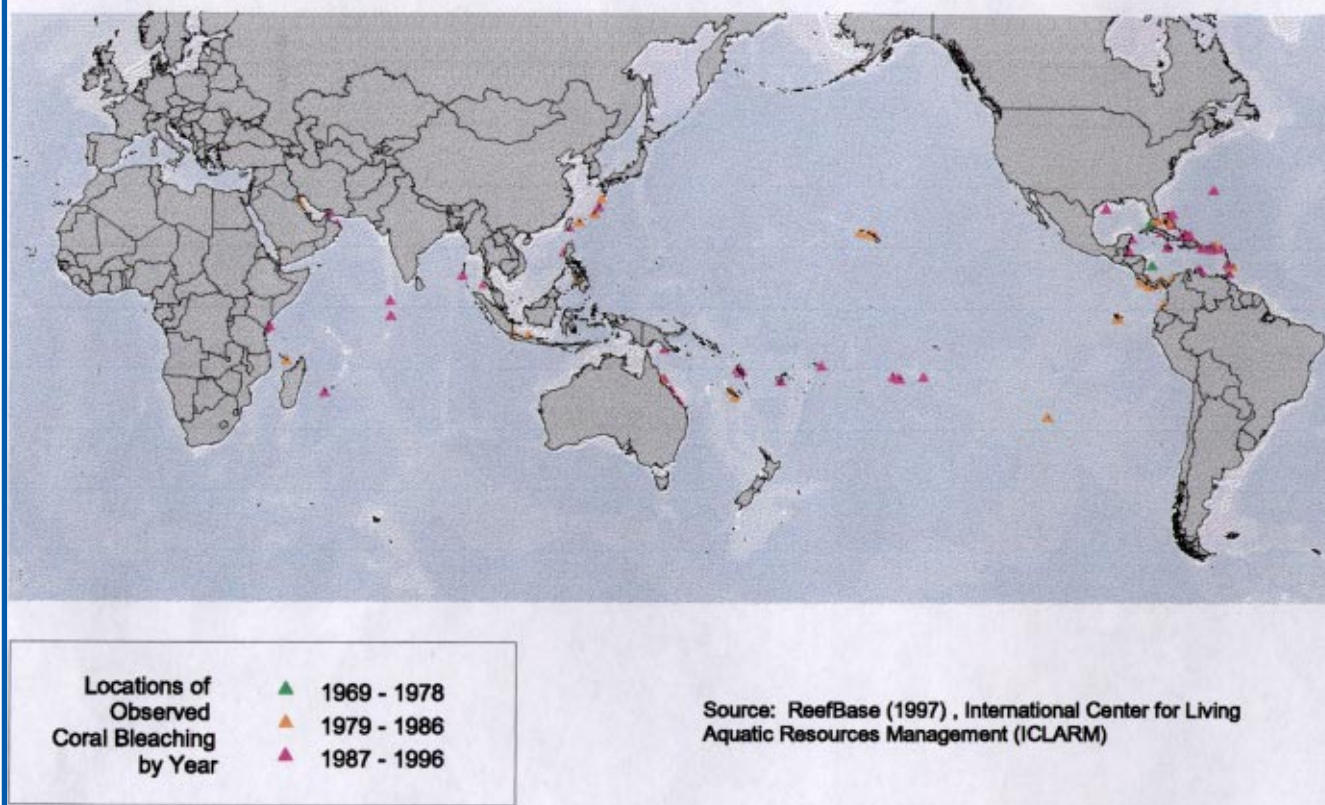 Locations of
Observed
Coral Bleaching
by Year
1969 - 1978
1979 - 1986
1987 - 1996
Source: ReefBase (1997) , International Center for Living
Aquatic Resources Management (ICLARM)